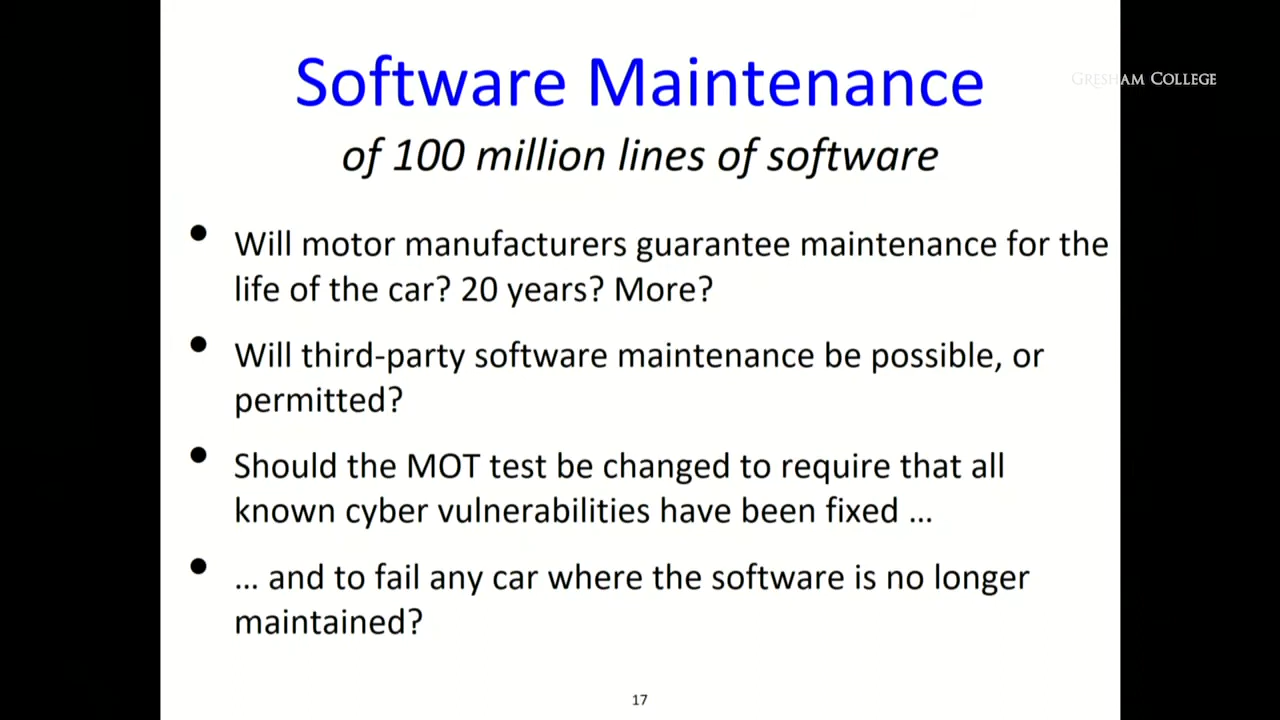 Software Maintenance
GRESHAM COLLEGE
of 100 million lines of software
• Will motor manufacturers guarantee maintenance for the
life of the car? 20 years? More?
• Will third-party software maintenance be possible, or
permitted?
• Should the MOT test be changed to require that all
known cyber vulnerabilities have been fixed …
• … and to fail any car where the software is no longer
maintained?
17